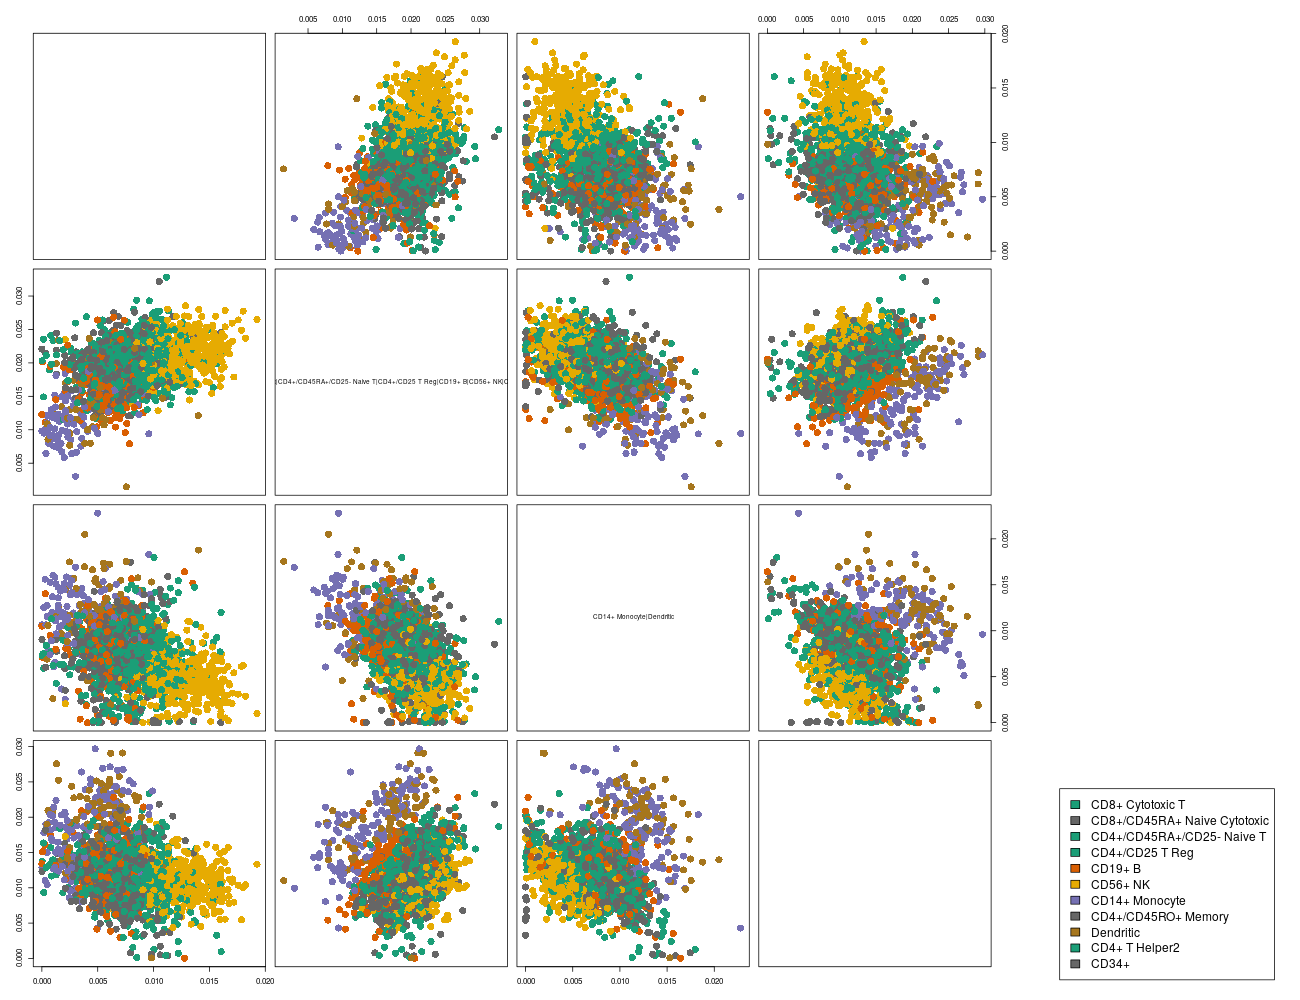 0.005 0.010 0.015 0.020 0.025 0.030
0.000 0.005 0.010 0.015 0.020 0.025 0.030
0.000 0.005 0.010 0.015 0.020
0.005 0.010 0.015 0.020 0.025 0.030
|CD4+/CD45RA+/CD25- Naive T|CD4+/CD25 T Reg|CD19+ B|CD56+ NK|C
CD14+ Monocyte|Dendritic
0.000 0.005 0.010 0.015 0.020
0.000 0.005 0.010 0.015 0.020 0.025 0.030
0.000 0.005 0.010 0.015 0.020
0.000 0.005 0.010 0.015 0.020
CD8+ Cytotoxic T
CD8+/CD45RA+ Naive Cytotoxic
CD4+/CD45RA+/CD25- Naive T
CD4+/CD25 T Reg
CD19+ B
CD56+ NK
CD14+ Monocyte
CD4+/CD45RO+ Memory
Dendritic
CD4+ T Helper2
CD34+